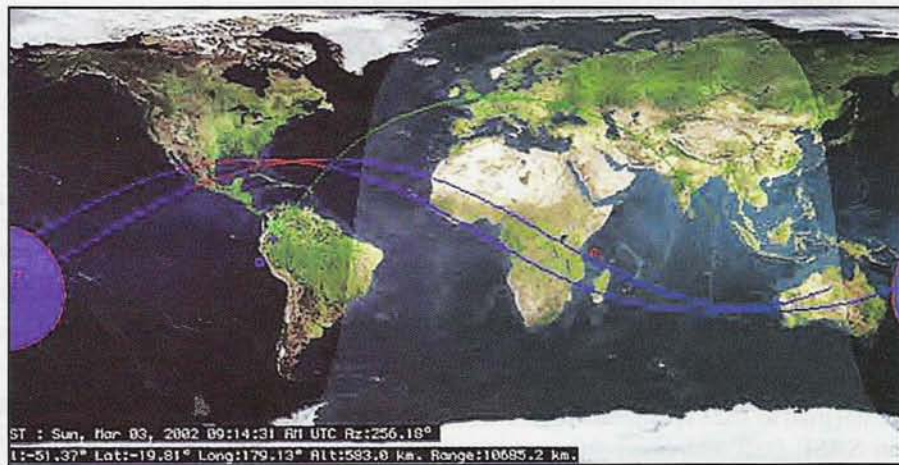 ST : Sun, Mar 03, 2002 09:14:31 AM UTC Az:256.18°
l:-51.37° Lat:-19.81° Long:179.13° Alt:583.0 km. Range:10685.2 km.